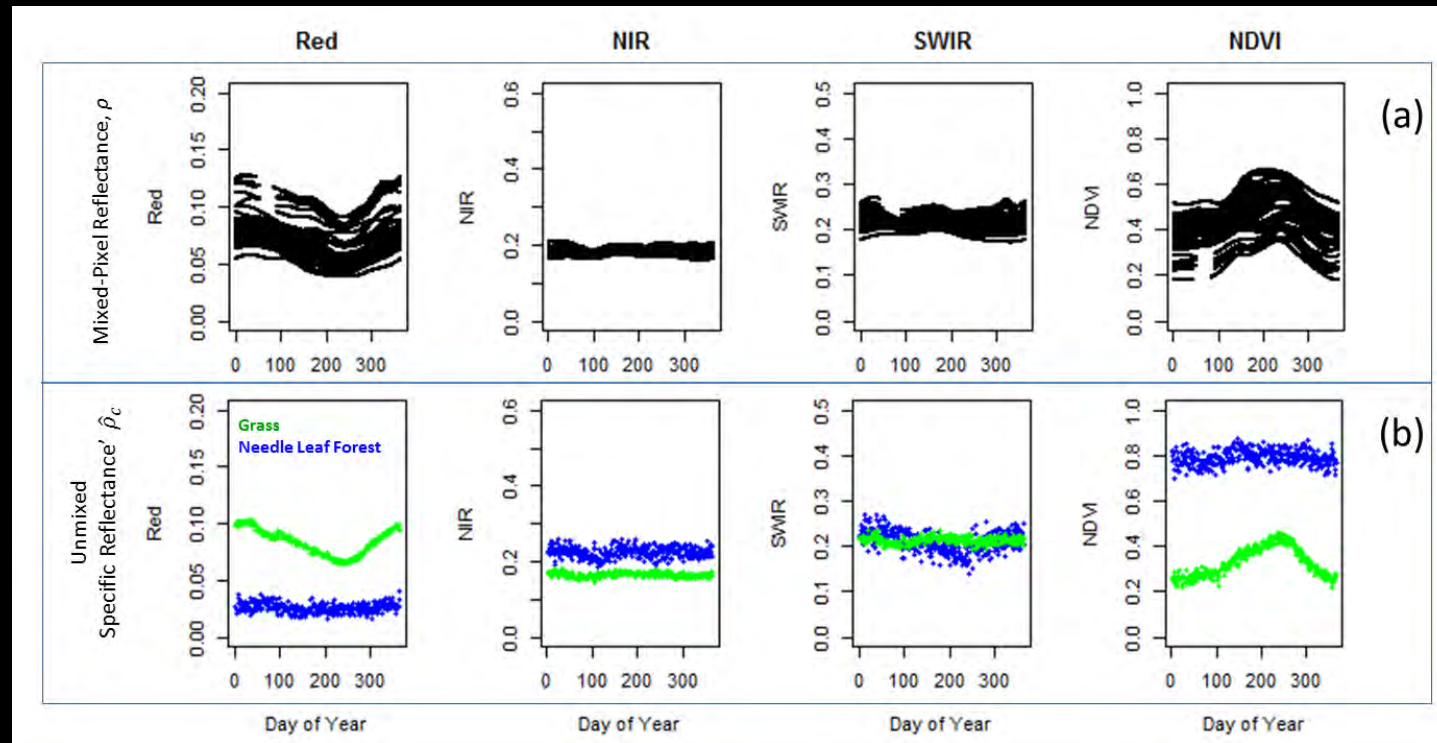 Red NIR SWIR NDVI
Mixed-Pixel Reflectance, ρ
Red
0.00 0.05 0.10 0.15 0.20
0 100 200 300
NIR
0.0 0.2 0.4 0.6
0 100 200 300
SWIR
0.0 0.1 0.2 0.3 0.4 0.5
0 100 200 300
NDVI
0.0 0.2 0.4 0.6 0.8 1.0
0 100 200 300
(a)
Unmixed
Specific Reflectance' ρ̂c
Red
0.00 0.05 0.10 0.15 0.20
Grass
Needle Leaf Forest
0 100 200 300
Day of Year
NIR
0.0 0.2 0.4 0.6
0 100 200 300
Day of Year
SWIR
0.0 0.1 0.2 0.3 0.4 0.5
0 100 200 300
Day of Year
NDVI
0.0 0.2 0.4 0.6 0.8 1.0
0 100 200 300
Day of Year
(b)